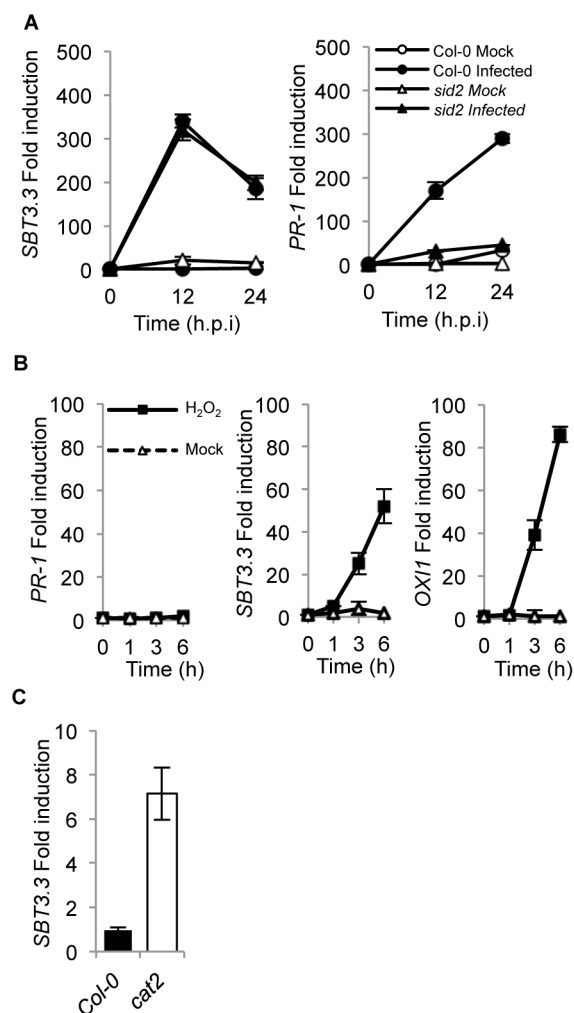 A
SBT3.3 Fold induction
500
400
300
200
100
0
0 12 24
Time (h.p.i)
PR-1 Fold induction
500
400
300
200
100
0
0 12 24
Time (h.p.i)
Col-0 Mock
Col-0 Infected
sid2 Mock
sid2 Infected
B
PR-1 Fold induction
100
80
60
40
20
0
0 1 3 6
Time (h)
H₂O₂
Mock
SBT3.3 Fold induction
100
80
60
40
20
0
0 1 3 6
Time (h)
OXI1 Fold induction
100
80
60
40
20
0
0 1 3 6
Time (h)
C
SBT3.3 Fold induction
10
8
6
4
2
0
Col-0
cat2